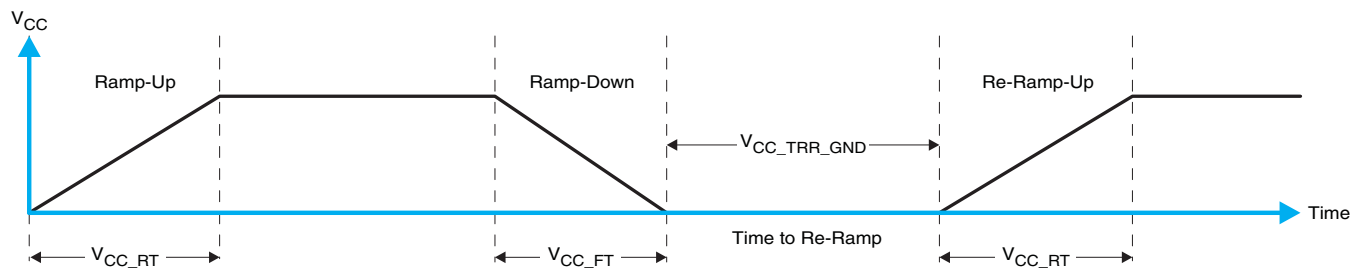 VCC
Ramp-Up
Ramp-Down
Re-Ramp-Up
VCC_TRR_GND
Time
Time to Re-Ramp
VCC_RT
VCC_FT
VCC_RT